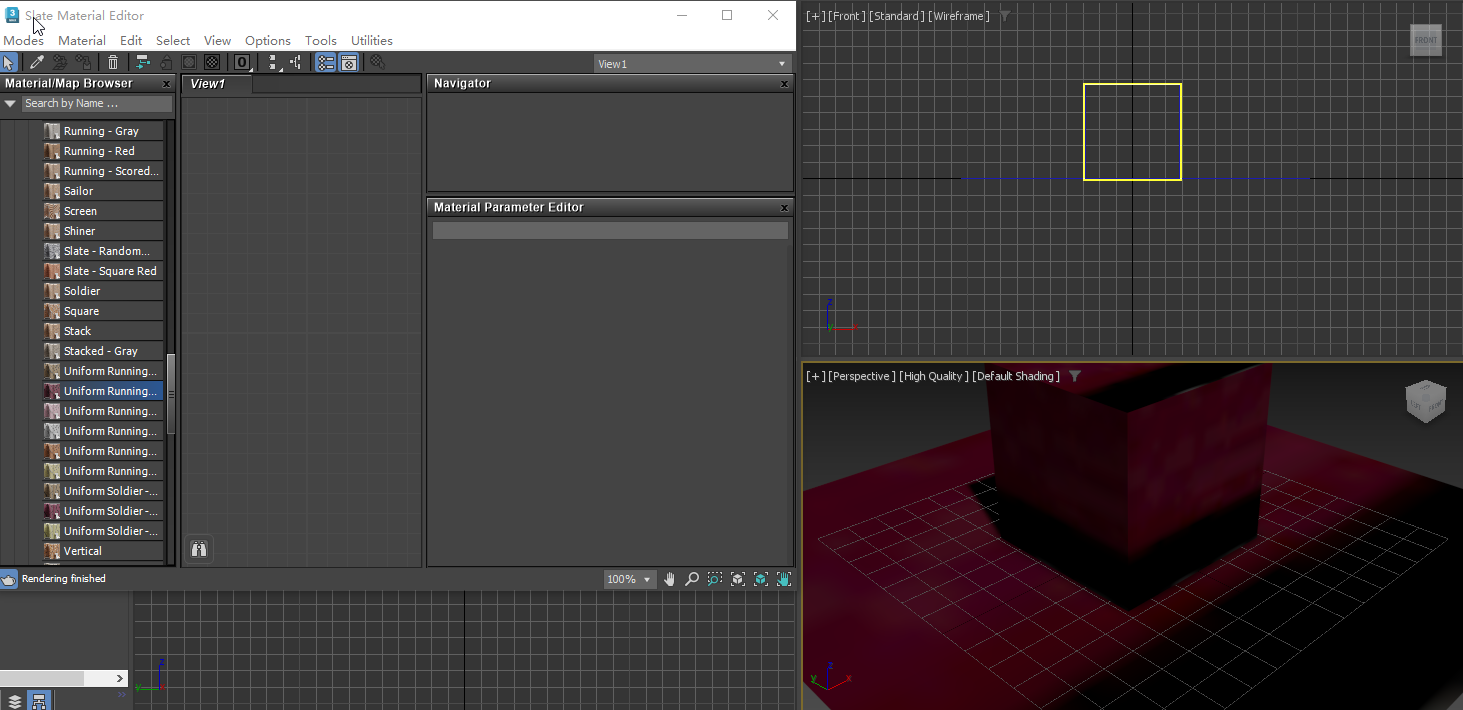 Slate Material Editor
Modes Material Edit Select View Options Tools Utilities
View1
Material/Map Browser
Search by Name ...
Running - Gray
Running - Red
Running - Scored...
Sailor
Screen
Shiner
Slate - Random...
Slate - Square Red
Soldier
Square
Stack
Stacked - Gray
Uniform Running...
Uniform Running...
Uniform Running...
Uniform Running...
Uniform Running...
Uniform Running...
Uniform Soldier -...
Uniform Soldier -...
Uniform Soldier -...
Vertical
View1
Navigator
Material Parameter Editor
Rendering finished
100%
z
y
[+] [Front ] [Standard ] [Wireframe ]
FRONT
z
y x
[+] [Perspective ] [High Quality ] [Default Shading ]
FRONT
z
y x